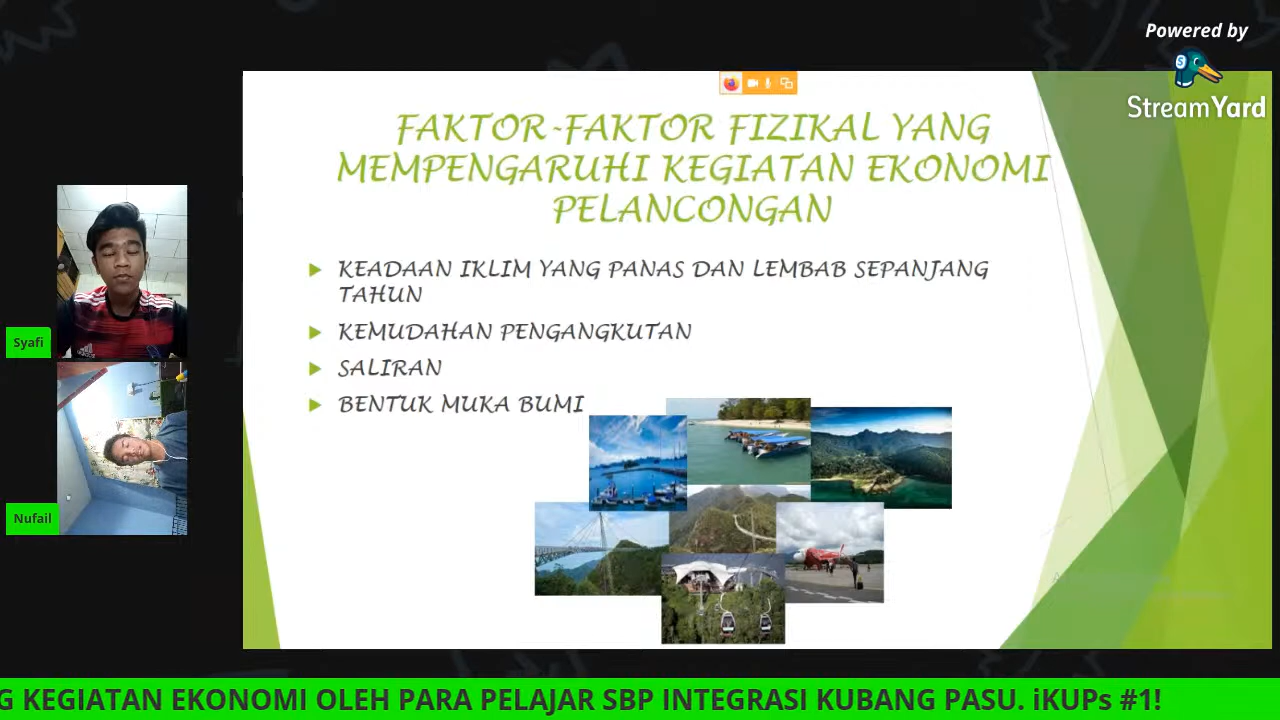 Powered by
StreamYard
FAKTOR-FAKTOR FIZIKAL YANG
MEMPENGARUHI KEGIATAN EKONOMI
PELANCONGAN
KEADAAN IKLIM YANG PANAS DAN LEMBAB SEPANJANG
TAHUN
KEMUDAHAN PENGANGKUTAN
SALIRAN
BENTUK MUKA BUMI
Syafi
Nufail
G KEGIATAN EKONOMI OLEH PARA PELAJAR SBP INTEGRASI KUBANG PASU. iKUPs #1!